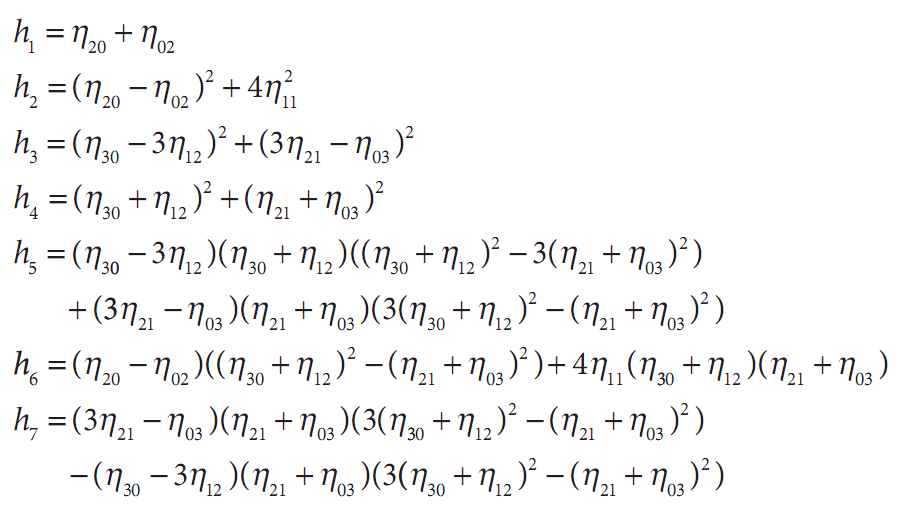 h₁ = η₂₀ + η₀₂
h₂ = (η₂₀ − η₀₂)² + 4η₁₁²
h₃ = (η₃₀ − 3η₁₂)² + (3η₂₁ − η₀₃)²
h₄ = (η₃₀ + η₁₂)² + (η₂₁ + η₀₃)²
h₅ = (η₃₀ − 3η₁₂)(η₃₀ + η₁₂)((η₃₀ + η₁₂)² − 3(η₂₁ + η₀₃)²)
+ (3η₂₁ − η₀₃)(η₂₁ + η₀₃)(3(η₃₀ + η₁₂)² − (η₂₁ + η₀₃)²)
h₆ = (η₂₀ − η₀₂)((η₃₀ + η₁₂)² − (η₂₁ + η₀₃)²) + 4η₁₁(η₃₀ + η₁₂)(η₂₁ + η₀₃)
h₇ = (3η₂₁ − η₀₃)(η₂₁ + η₀₃)(3(η₃₀ + η₁₂)² − (η₂₁ + η₀₃)²)
− (η₃₀ − 3η₁₂)(η₂₁ + η₀₃)(3(η₃₀ + η₁₂)² − (η₂₁ + η₀₃)²)